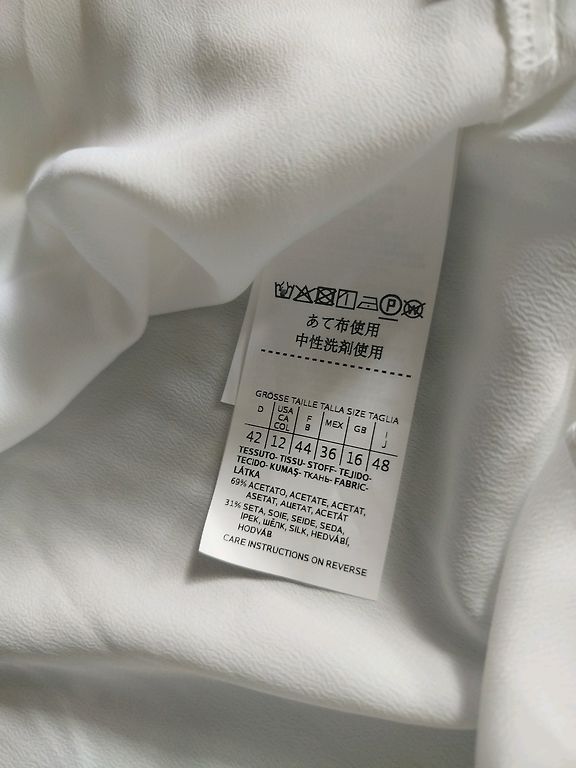 P
W
あて布使用
中性洗剤使用
GRÖSSE TAILLE TALLA SIZE TAGLIA
D USA CA COL F B MEX GB I J
42 12 44 36 16 48
TESSUTO- TISSU- STOFF- TEJIDO-
TECIDO- KUMAŞ- ТКАНЬ- FABRIC-
LÁTKA
69% ACETATO, ACETATE, ACETAT,
ASETAT, АЦЕТАТ, ACETÁT
31% SETA, SOIE, SEIDE, SEDA,
İPEK, ШЁЛК, SILK, HEDVÁBÍ,
HODVÁB
CARE INSTRUCTIONS ON REVERSE